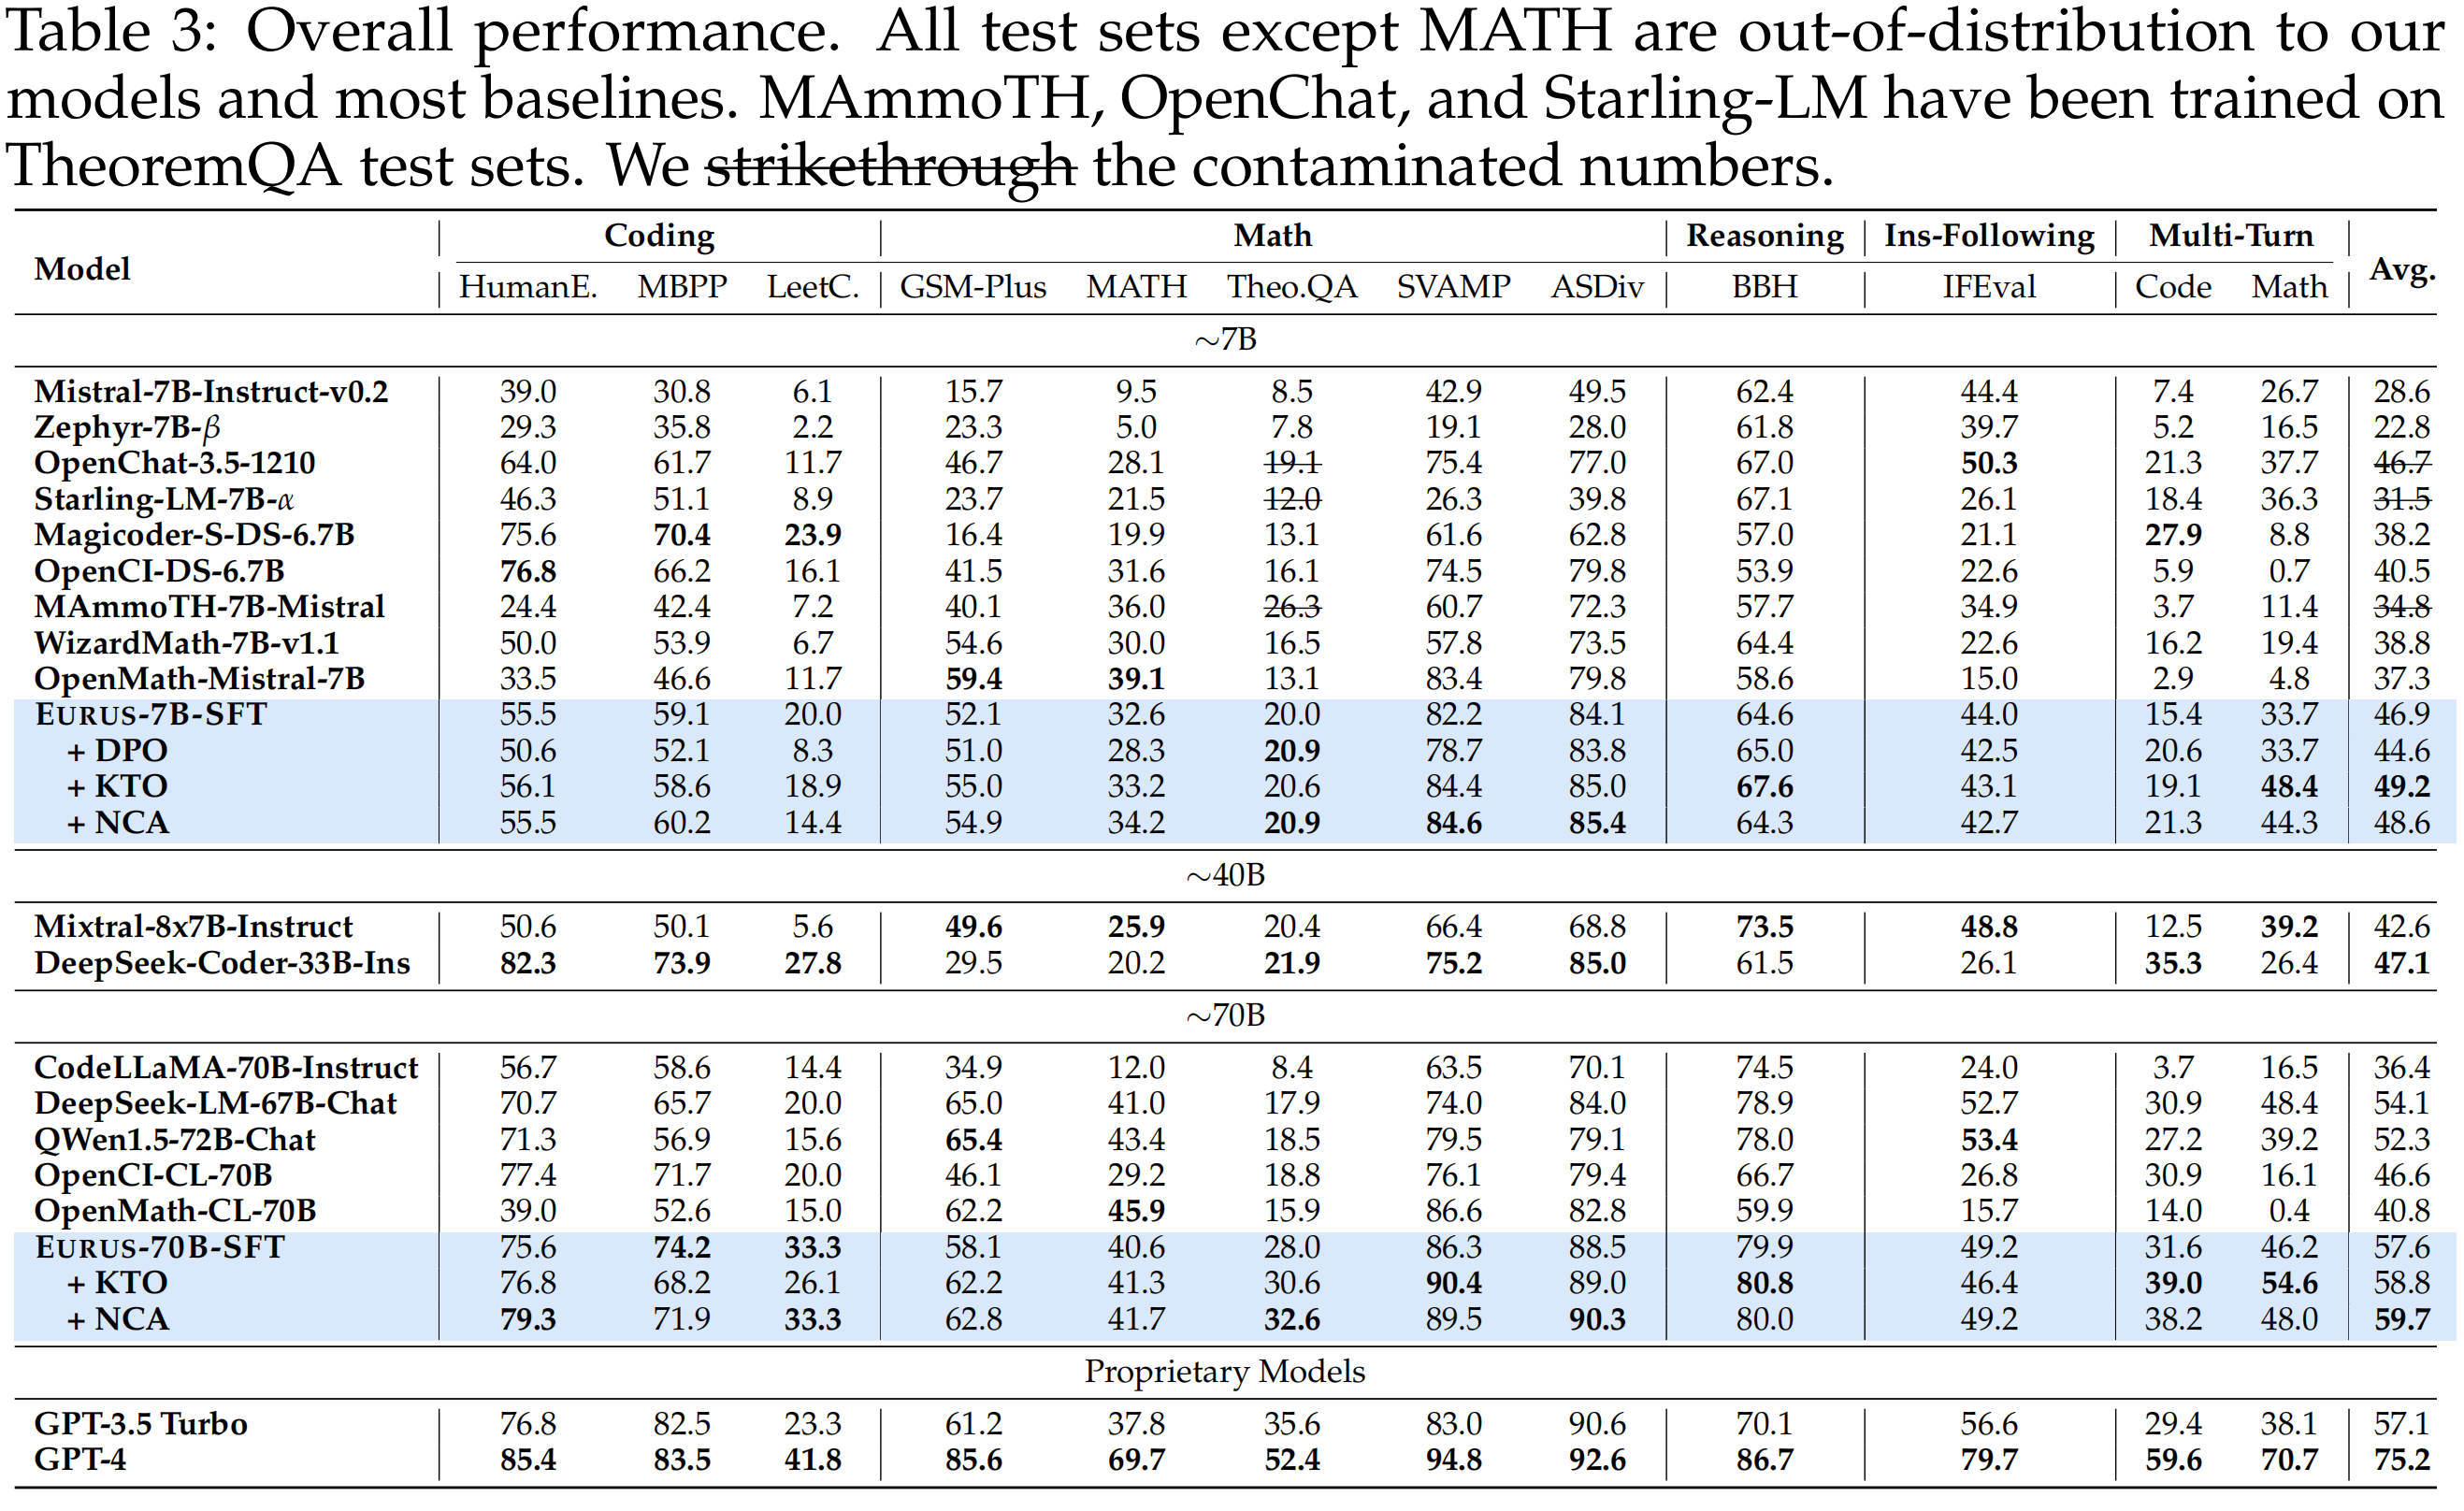 Table 3: Overall performance. All test sets except MATH are out-of-distribution to our
models and most baselines. MAmmoTH, OpenChat, and Starling-LM have been trained on
TheoremQA test sets. We strikethrough the contaminated numbers.
Model Coding Math Reasoning Ins-Following Multi-Turn Avg.
HumanE. MBPP LeetC. GSM-Plus MATH Theo.QA SVAMP ASDiv BBH IFEval Code Math
~7B
Mistral-7B-Instruct-v0.2 39.0 30.8 6.1 15.7 9.5 8.5 42.9 49.5 62.4 44.4 7.4 26.7 28.6
Zephyr-7B-β 29.3 35.8 2.2 23.3 5.0 7.8 19.1 28.0 61.8 39.7 5.2 16.5 22.8
OpenChat-3.5-1210 64.0 61.7 11.7 46.7 28.1 19.1 75.4 77.0 67.0 50.3 21.3 37.7 46.7
Starling-LM-7B-α 46.3 51.1 8.9 23.7 21.5 12.0 26.3 39.8 67.1 26.1 18.4 36.3 31.5
Magicoder-S-DS-6.7B 75.6 70.4 23.9 16.4 19.9 13.1 61.6 62.8 57.0 21.1 27.9 8.8 38.2
OpenCI-DS-6.7B 76.8 66.2 16.1 41.5 31.6 16.1 74.5 79.8 53.9 22.6 5.9 0.7 40.5
MAmmoTH-7B-Mistral 24.4 42.4 7.2 40.1 36.0 26.3 60.7 72.3 57.7 34.9 3.7 11.4 34.8
WizardMath-7B-v1.1 50.0 53.9 6.7 54.6 30.0 16.5 57.8 73.5 64.4 22.6 16.2 19.4 38.8
OpenMath-Mistral-7B 33.5 46.6 11.7 59.4 39.1 13.1 83.4 79.8 58.6 15.0 2.9 4.8 37.3
EURUS-7B-SFT 55.5 59.1 20.0 52.1 32.6 20.0 82.2 84.1 64.6 44.0 15.4 33.7 46.9
+ DPO 50.6 52.1 8.3 51.0 28.3 20.9 78.7 83.8 65.0 42.5 20.6 33.7 44.6
+ KTO 56.1 58.6 18.9 55.0 33.2 20.6 84.4 85.0 67.6 43.1 19.1 48.4 49.2
+ NCA 55.5 60.2 14.4 54.9 34.2 20.9 84.6 85.4 64.3 42.7 21.3 44.3 48.6
~40B
Mixtral-8x7B-Instruct 50.6 50.1 5.6 49.6 25.9 20.4 66.4 68.8 73.5 48.8 12.5 39.2 42.6
DeepSeek-Coder-33B-Ins 82.3 73.9 27.8 29.5 20.2 21.9 75.2 85.0 61.5 26.1 35.3 26.4 47.1
~70B
CodeLLaMA-70B-Instruct 56.7 58.6 14.4 34.9 12.0 8.4 63.5 70.1 74.5 24.0 3.7 16.5 36.4
DeepSeek-LM-67B-Chat 70.7 65.7 20.0 65.0 41.0 17.9 74.0 84.0 78.9 52.7 30.9 48.4 54.1
QWen1.5-72B-Chat 71.3 56.9 15.6 65.4 43.4 18.5 79.5 79.1 78.0 53.4 27.2 39.2 52.3
OpenCI-CL-70B 77.4 71.7 20.0 46.1 29.2 18.8 76.1 79.4 66.7 26.8 30.9 16.1 46.6
OpenMath-CL-70B 39.0 52.6 15.0 62.2 45.9 15.9 86.6 82.8 59.9 15.7 14.0 0.4 40.8
EURUS-70B-SFT 75.6 74.2 33.3 58.1 40.6 28.0 86.3 88.5 79.9 49.2 31.6 46.2 57.6
+ KTO 76.8 68.2 26.1 62.2 41.3 30.6 90.4 89.0 80.8 46.4 39.0 54.6 58.8
+ NCA 79.3 71.9 33.3 62.8 41.7 32.6 89.5 90.3 80.0 49.2 38.2 48.0 59.7
Proprietary Models
GPT-3.5 Turbo 76.8 82.5 23.3 61.2 37.8 35.6 83.0 90.6 70.1 56.6 29.4 38.1 57.1
GPT-4 85.4 83.5 41.8 85.6 69.7 52.4 94.8 92.6 86.7 79.7 59.6 70.7 75.2